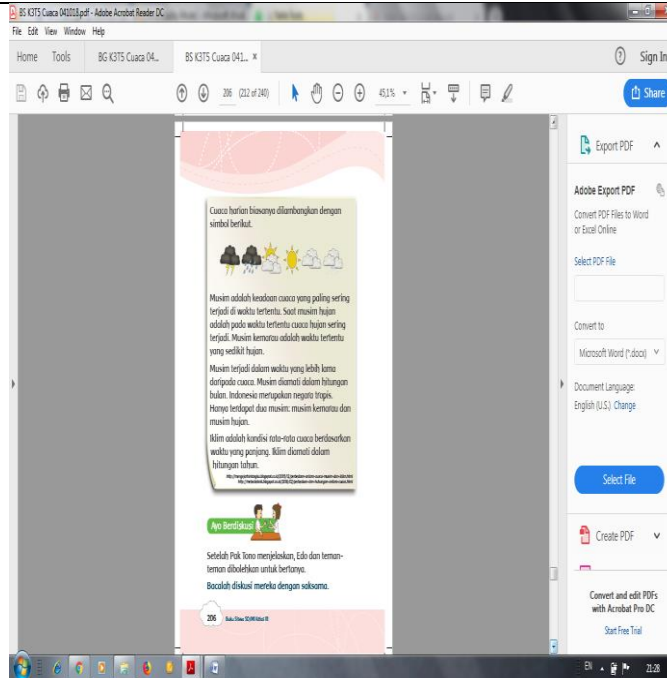 BS K3T5 Cuaca 041018.pdf - Adobe Acrobat Reader DC
File Edit View Window Help
Home Tools BG K3T5 Cuaca 04... BS K3T5 Cuaca 041... × Sign In
206 (212 of 240) 45,1% Share
Cuaca harian biasanya dilambangkan dengan
simbol berikut.
Musim adalah keadaan cuaca yang paling sering
terjadi di waktu tertentu. Saat musim hujan
adalah pada waktu tertentu cuaca hujan sering
terjadi. Musim kemarau adalah waktu tertentu
yang sedikit hujan.
Musim terjadi dalam waktu yang lebih lama
daripada cuaca. Musim diamati dalam hitungan
bulan. Indonesia merupakan negara tropis.
Hanya terdapat dua musim: musim kemarau dan
musim hujan.
Iklim adalah kondisi rata-rata cuaca berdasarkan
waktu yang panjang. Iklim diamati dalam
hitungan tahun.
Ayo Berdiskusi
Setelah Pak Tono menjelaskan, Edo dan teman-
teman dibolehkan untuk bertanya.
Bacalah diskusi mereka dengan saksama.
206 Buku Siswa SD/MI Kelas III
Export PDF
Adobe Export PDF
Convert PDF Files to Word
or Excel Online
Select PDF File
Convert to
Microsoft Word (*.docx)
Document Language:
English (U.S.) Change
Select File
Create PDF
Convert and edit PDFs
with Acrobat Pro DC
Start Free Trial
EN 21:28